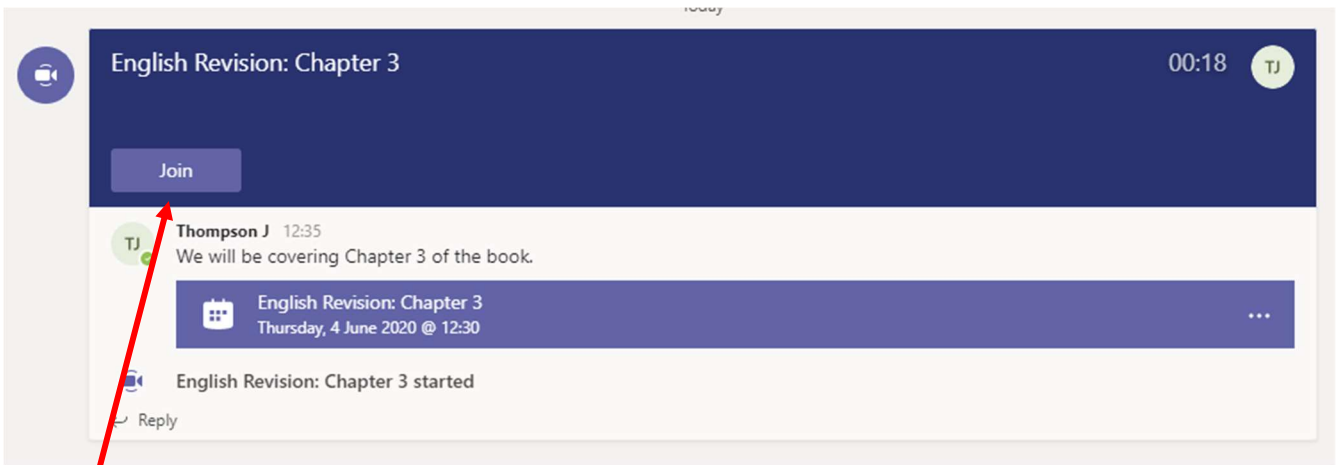 Today
English Revision: Chapter 3
00:18 TJ
Join
TJ Thompson J 12:35
We will be covering Chapter 3 of the book.
English Revision: Chapter 3
Thursday, 4 June 2020 @ 12:30
English Revision: Chapter 3 started
Reply